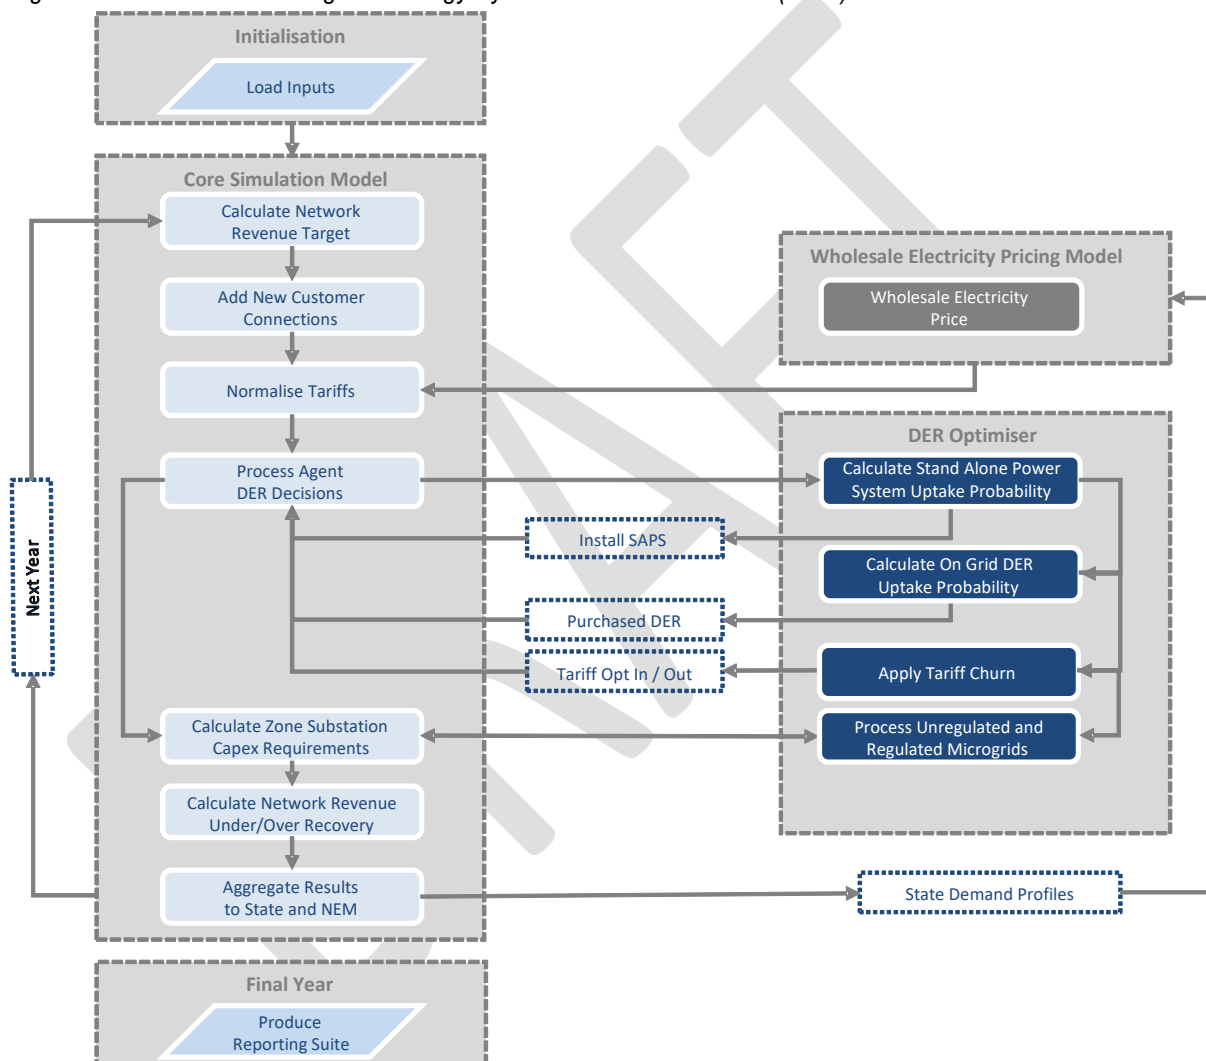 Initialisation
Load Inputs
Core Simulation Model
Calculate Network
Revenue Target
Add New Customer
Connections
Normalise Tariffs
Process Agent
DER Decisions
Calculate Zone Substation
Capex Requirements
Calculate Network Revenue
Under/Over Recovery
Aggregate Results
to State and NEM
Next Year
Wholesale Electricity Pricing Model
Wholesale Electricity
Price
DER Optimiser
Calculate Stand Alone Power
System Uptake Probability
Calculate On Grid DER
Uptake Probability
Apply Tariff Churn
Process Unregulated and
Regulated Microgrids
Install SAPS
Purchased DER
Tariff Opt In / Out
State Demand Profiles
Final Year
Produce
Reporting Suite
DRAFT